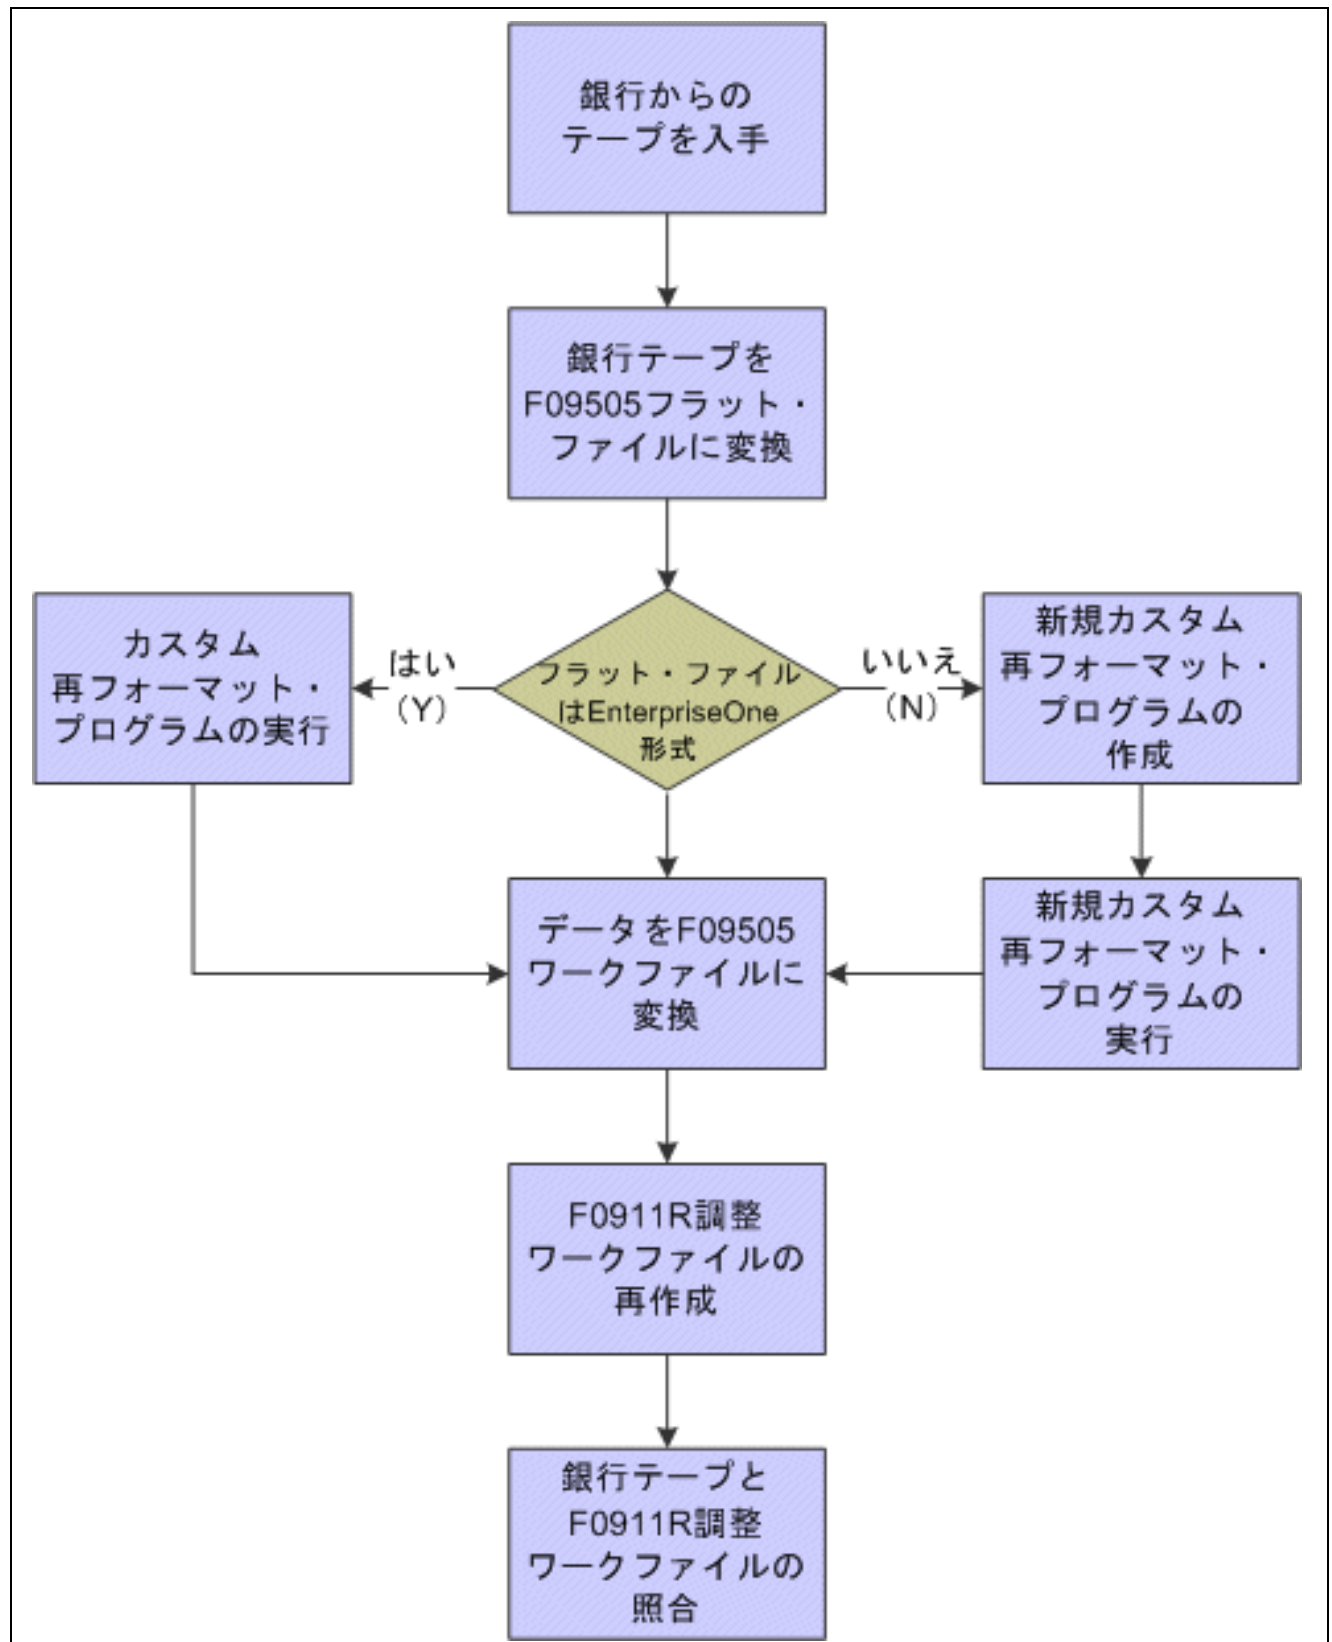 銀行からの
テープを入手
銀行テープを
F09505フラット・
ファイルに変換
カスタム
再フォーマット・
プログラムの実行
はい
（Y）
フラット・ファイル
はEnterpriseOne
形式
いいえ
（N）
新規カスタム
再フォーマット・
プログラムの
作成
データをF09505
ワークファイルに
変換
新規カスタム
再フォーマット・
プログラムの
実行
F0911R調整
ワークファイルの
再作成
銀行テープと
F0911R調整
ワークファイルの
照合